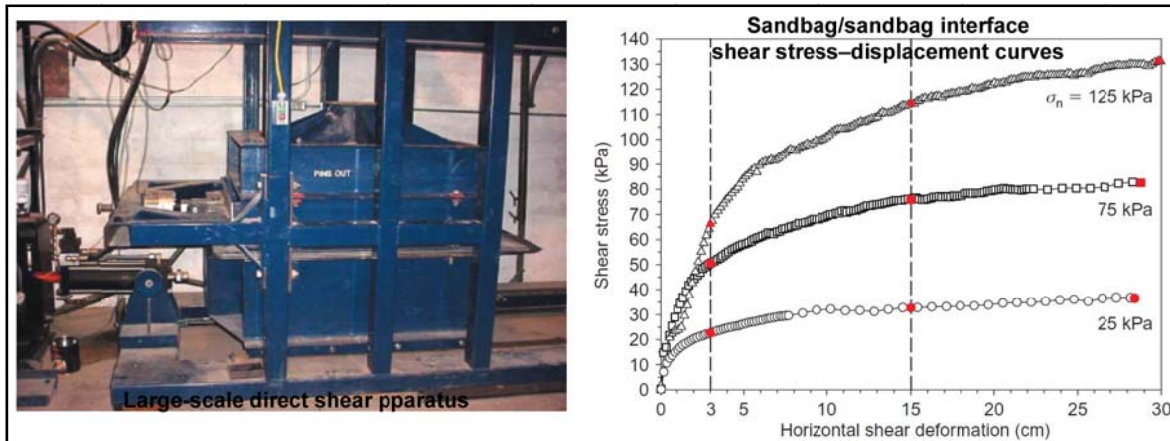 PINS OUT
Large-scale direct shear pparatus
Sandbag/sandbag interface
shear stress–displacement curves
140
130
120
110
100
90
80
70
60
50
40
30
20
10
0
Shear stress (kPa)
σn = 125 kPa
75 kPa
25 kPa
0 3 5 10 15 20 25 30
Horizontal shear deformation (cm)